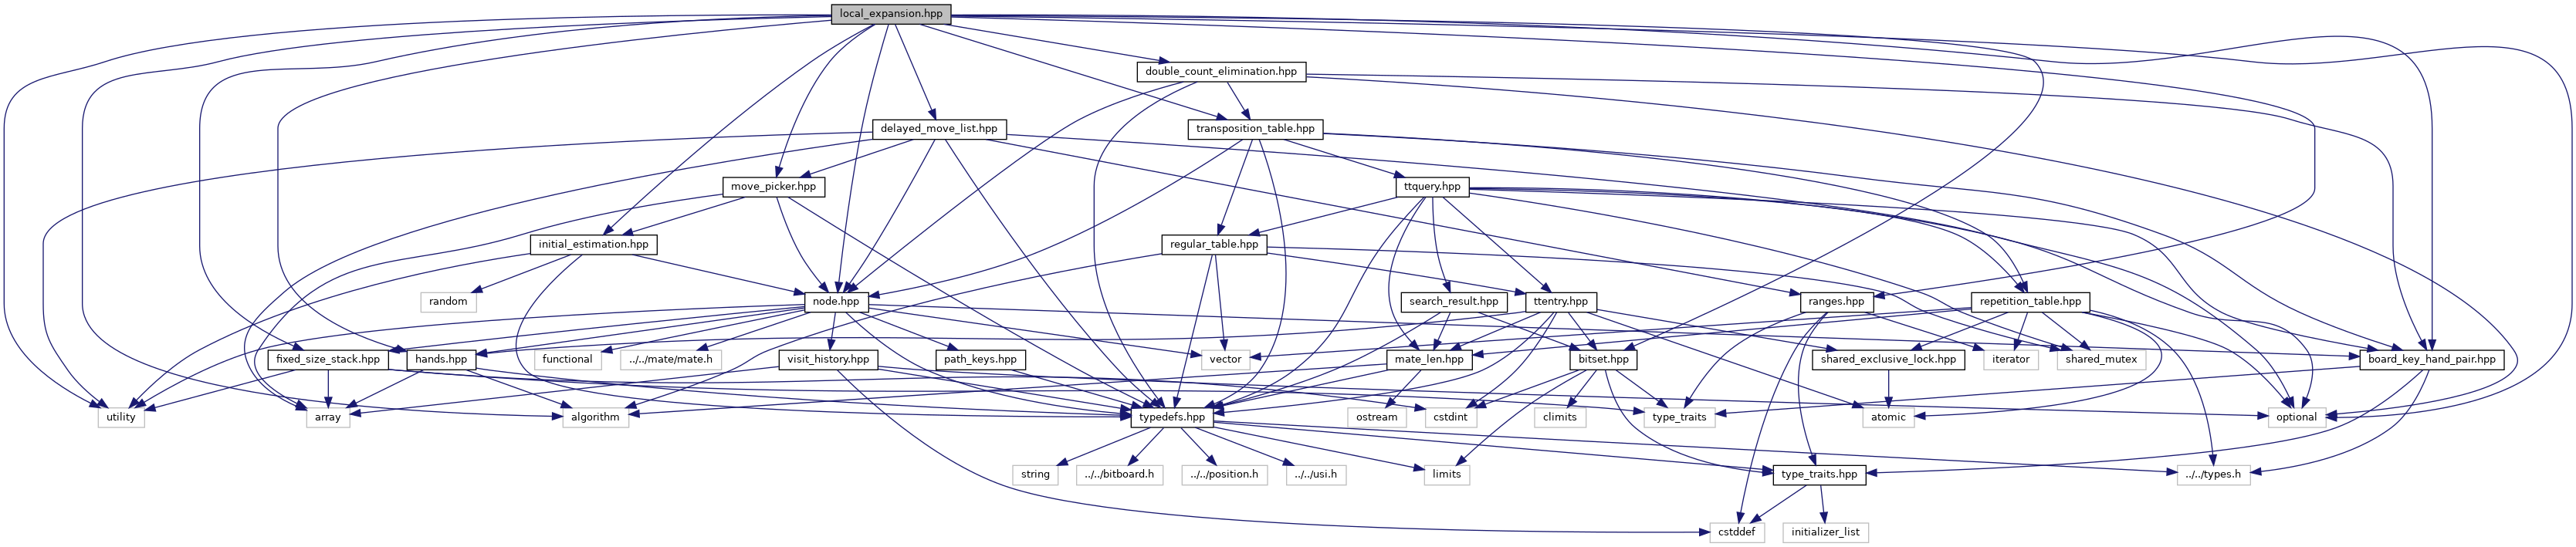 local_expansion.hpp
double_count_elimination.hpp
delayed_move_list.hpp
transposition_table.hpp
move_picker.hpp
ttquery.hpp
initial_estimation.hpp
regular_table.hpp
random
node.hpp
search_result.hpp
ttentry.hpp
ranges.hpp
repetition_table.hpp
fixed_size_stack.hpp
hands.hpp
functional
../../mate/mate.h
visit_history.hpp
path_keys.hpp
vector
mate_len.hpp
bitset.hpp
shared_exclusive_lock.hpp
iterator
shared_mutex
board_key_hand_pair.hpp
utility
array
algorithm
typedefs.hpp
ostream
cstdint
climits
type_traits
atomic
optional
string
../../bitboard.h
../../position.h
../../usi.h
limits
type_traits.hpp
../../types.h
cstddef
initializer_list